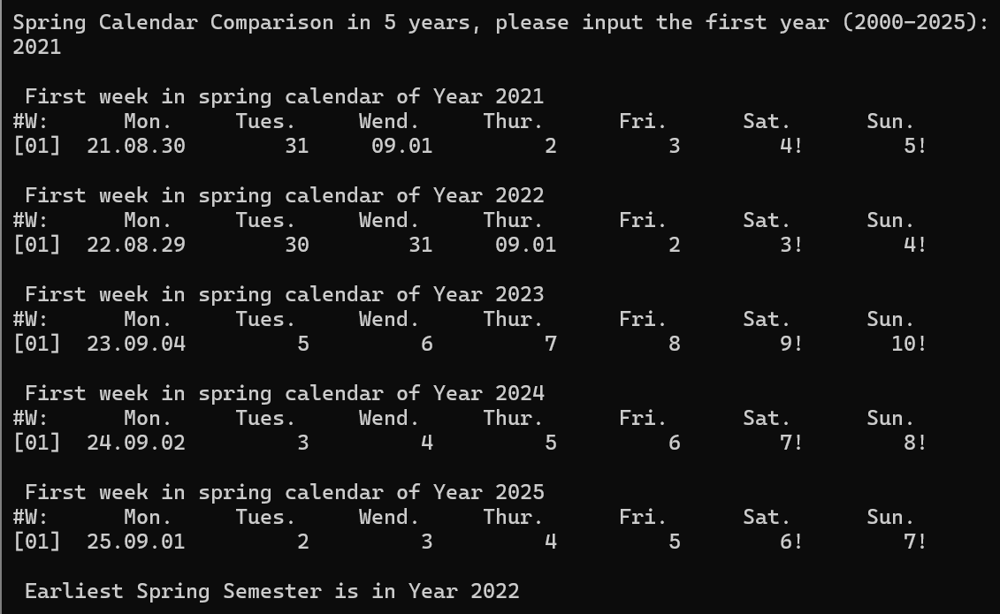 Spring Calendar Comparison in 5 years, please input the first year (2000-2025):
2021
First week in spring calendar of Year 2021
#W: Mon. Tues. Wend. Thur. Fri. Sat. Sun.
[01] 21.08.30 31 09.01 2 3 4! 5!
First week in spring calendar of Year 2022
#W: Mon. Tues. Wend. Thur. Fri. Sat. Sun.
[01] 22.08.29 30 31 09.01 2 3! 4!
First week in spring calendar of Year 2023
#W: Mon. Tues. Wend. Thur. Fri. Sat. Sun.
[01] 23.09.04 5 6 7 8 9! 10!
First week in spring calendar of Year 2024
#W: Mon. Tues. Wend. Thur. Fri. Sat. Sun.
[01] 24.09.02 3 4 5 6 7! 8!
First week in spring calendar of Year 2025
#W: Mon. Tues. Wend. Thur. Fri. Sat. Sun.
[01] 25.09.01 2 3 4 5 6! 7!
Earliest Spring Semester is in Year 2022